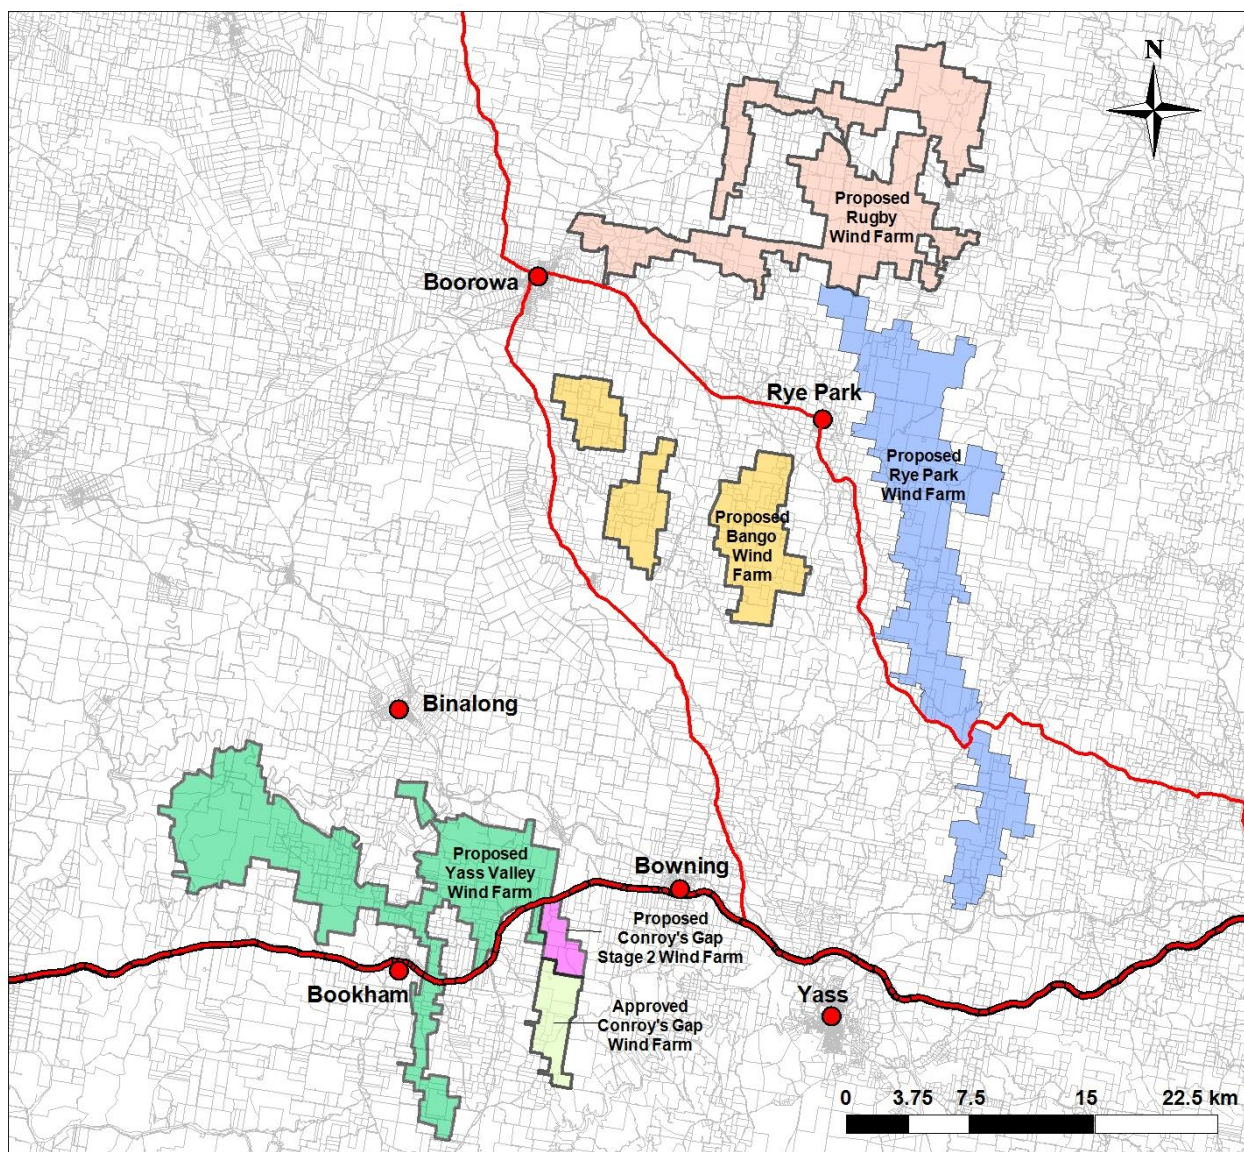 N
Proposed
Rugby
Wind Farm
Boorowa
Rye Park
Proposed
Rye Park
Wind Farm
Proposed
Bango
Wind
Farm
Binalong
Proposed
Yass Valley
Wind Farm
Bowning
Proposed
Conroy's Gap
Stage 2 Wind Farm
Bookham
Yass
Approved
Conroy's Gap
Wind Farm
0 3.75 7.5 15 22.5 km